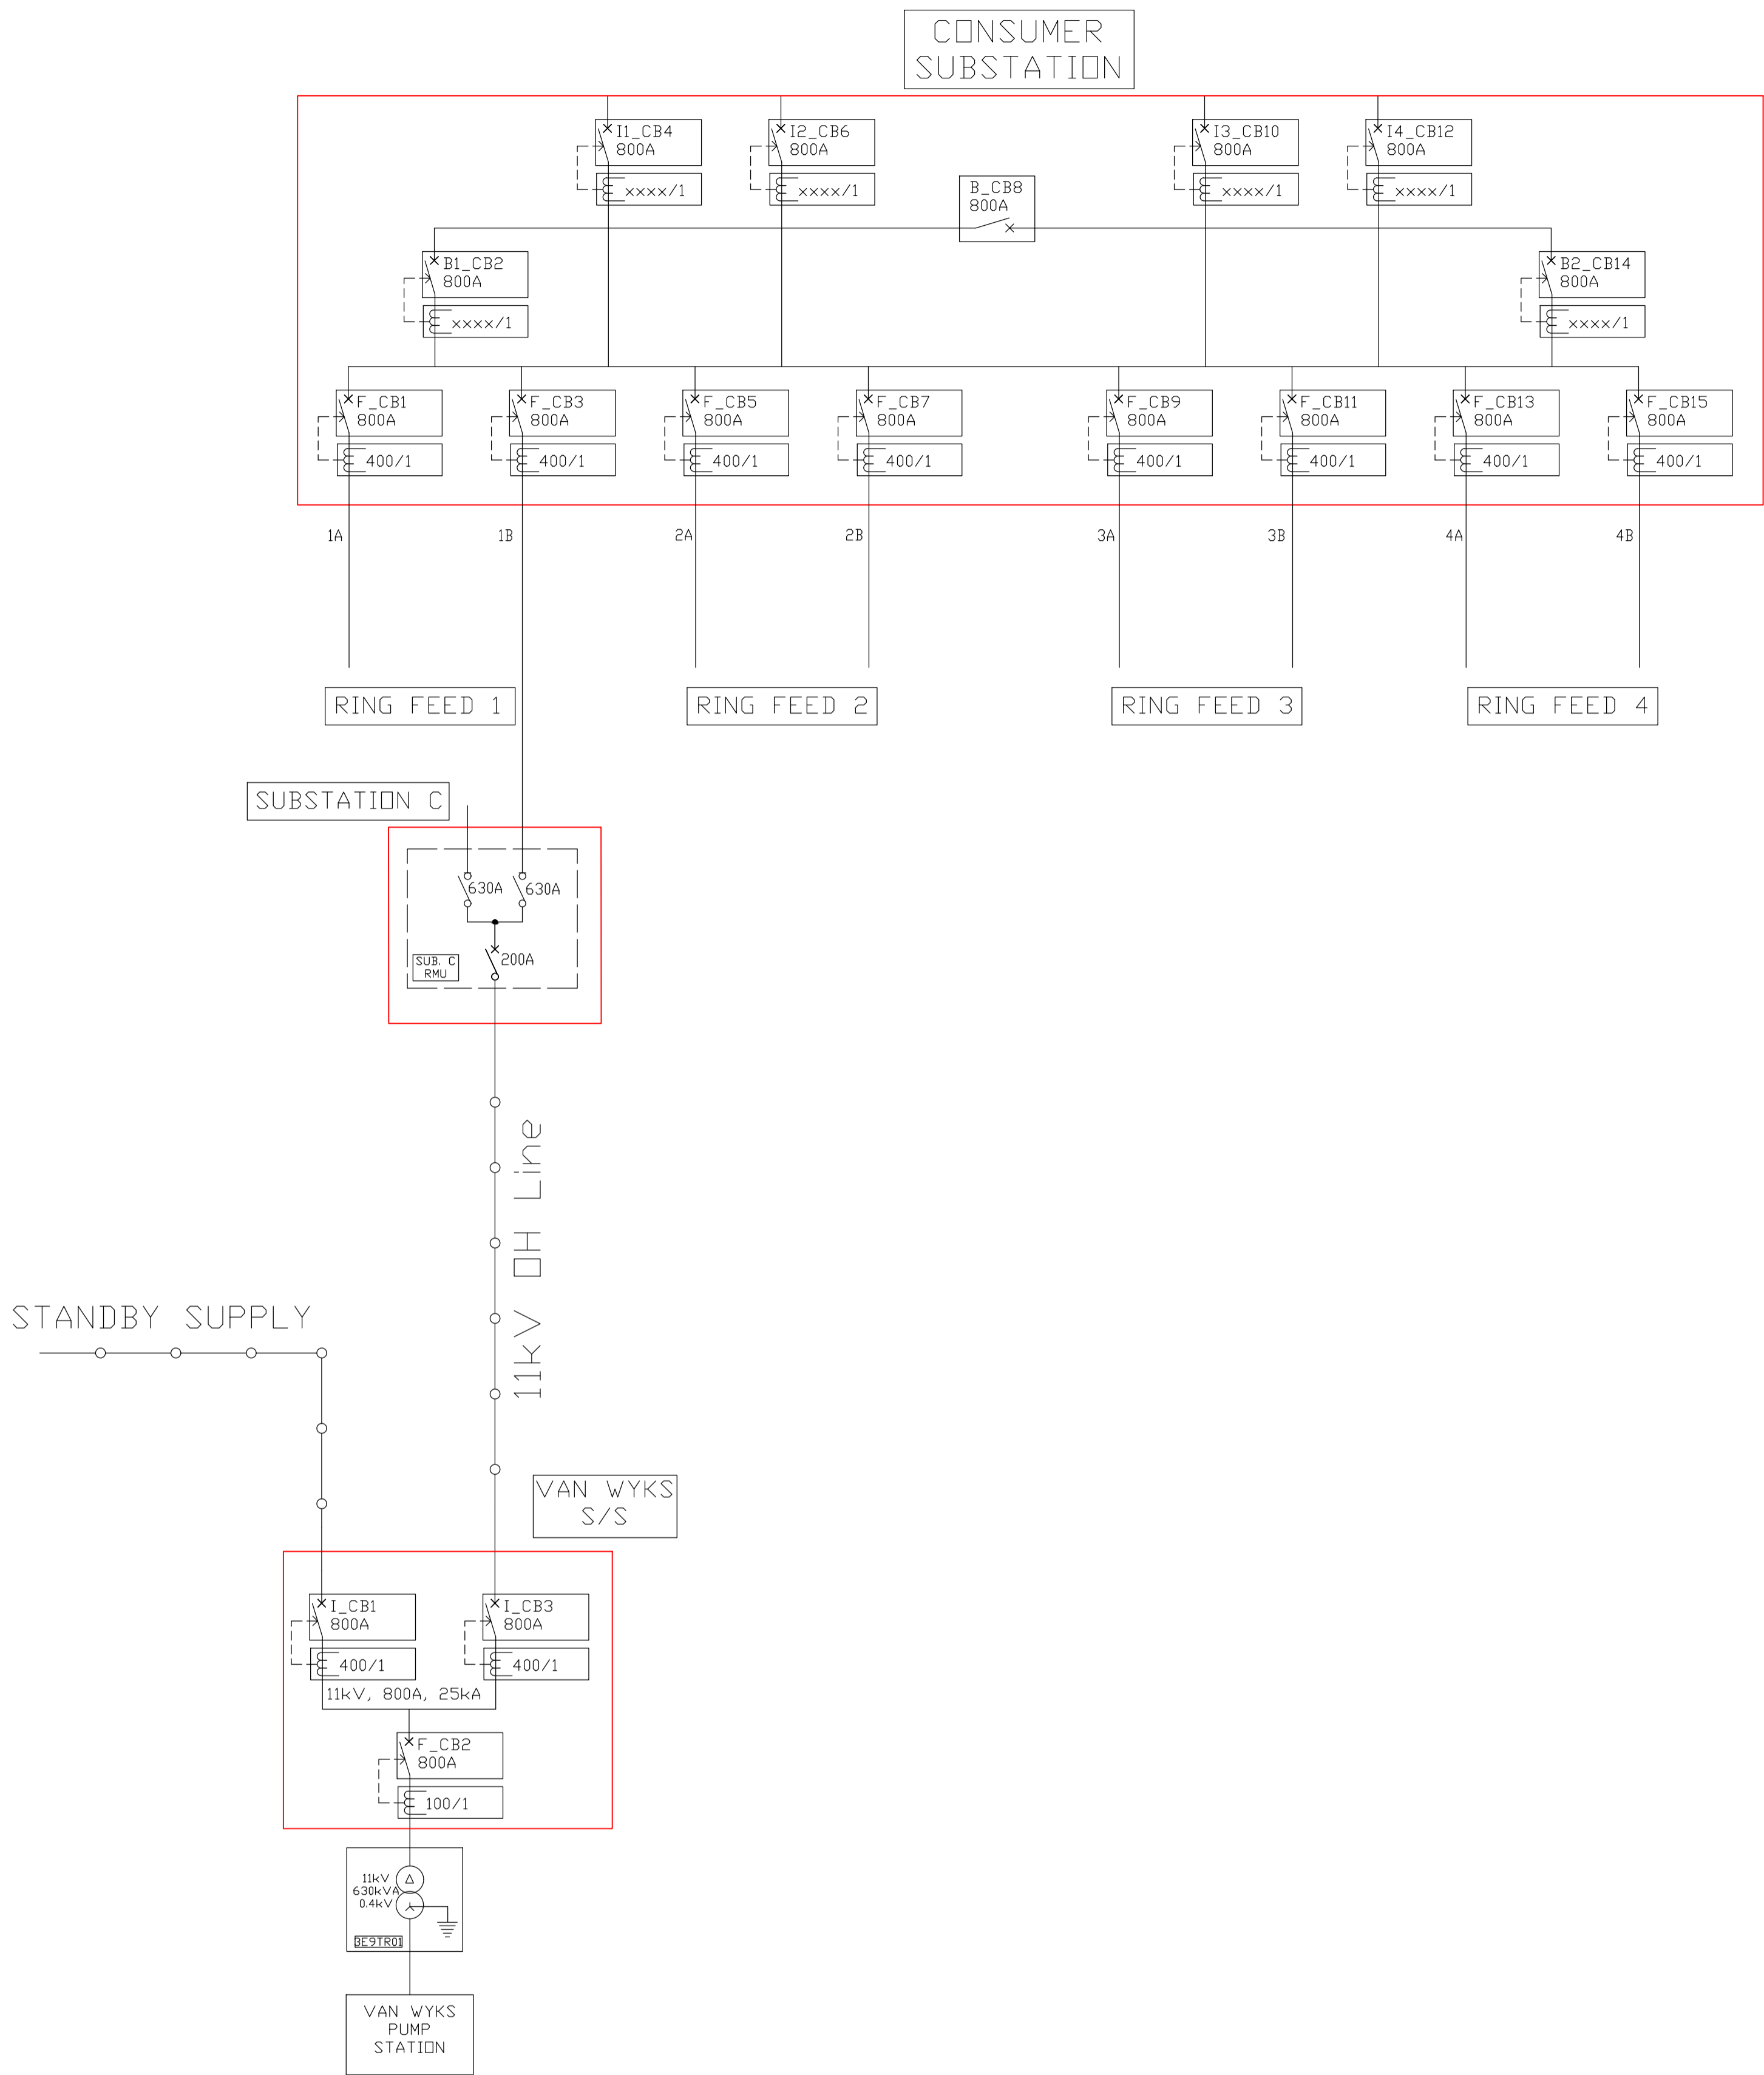 CONSUMER
SUBSTATION
I1_CB4
800A
xxxx/1
I2_CB6
800A
xxxx/1
B_CB8
800A
I3_CB10
800A
xxxx/1
I4_CB12
800A
xxxx/1
B1_CB2
800A
xxxx/1
B2_CB14
800A
xxxx/1
F_CB1
800A
400/1
F_CB3
800A
400/1
F_CB5
800A
400/1
F_CB7
800A
400/1
F_CB9
800A
400/1
F_CB11
800A
400/1
F_CB13
800A
400/1
F_CB15
800A
400/1
1A
1B
2A
2B
3A
3B
4A
4B
RING FEED 1
RING FEED 2
RING FEED 3
RING FEED 4
SUBSTATION C
630A
630A
SUB. C
RMU
200A
11kV OH Line
STANDBY SUPPLY
VAN WYKS
S/S
I_CB1
800A
400/1
I_CB3
800A
400/1
11kV, 800A, 25kA
F_CB2
800A
100/1
11kV
630kVA
0.4kV
3E9TR01
VAN WYKS
PUMP
STATION